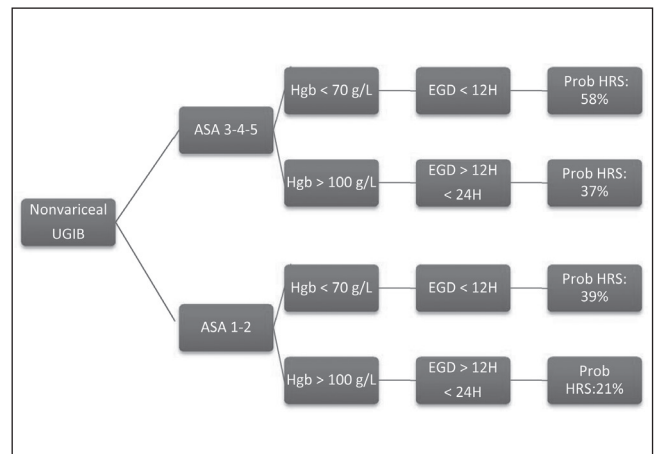 Nonvariceal
UGIB
ASA 3-4-5
Hgb < 70 g/L
EGD < 12H
Prob HRS:
58%
Hgb > 100 g/L
EGD > 12H
< 24H
Prob HRS:
37%
ASA 1-2
Hgb < 70 g/L
EGD < 12H
Prob HRS:
39%
Hgb > 100 g/L
EGD > 12H
< 24H
Prob
HRS:21%